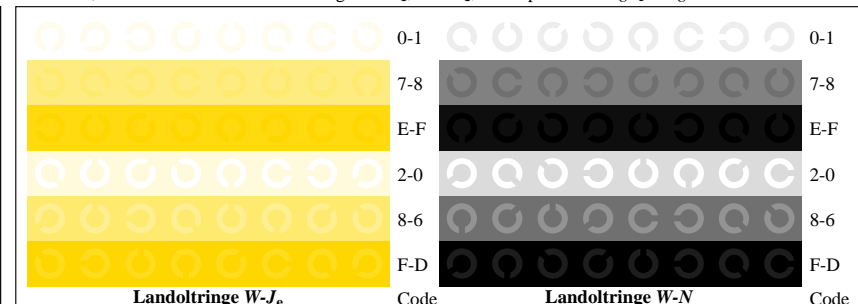 0-1 0-1
7-8 7-8
E-F E-F
2-0 2-0
8-6 8-6
F-D F-D
Landoltringe W-Je Code Landoltringe W-N Code